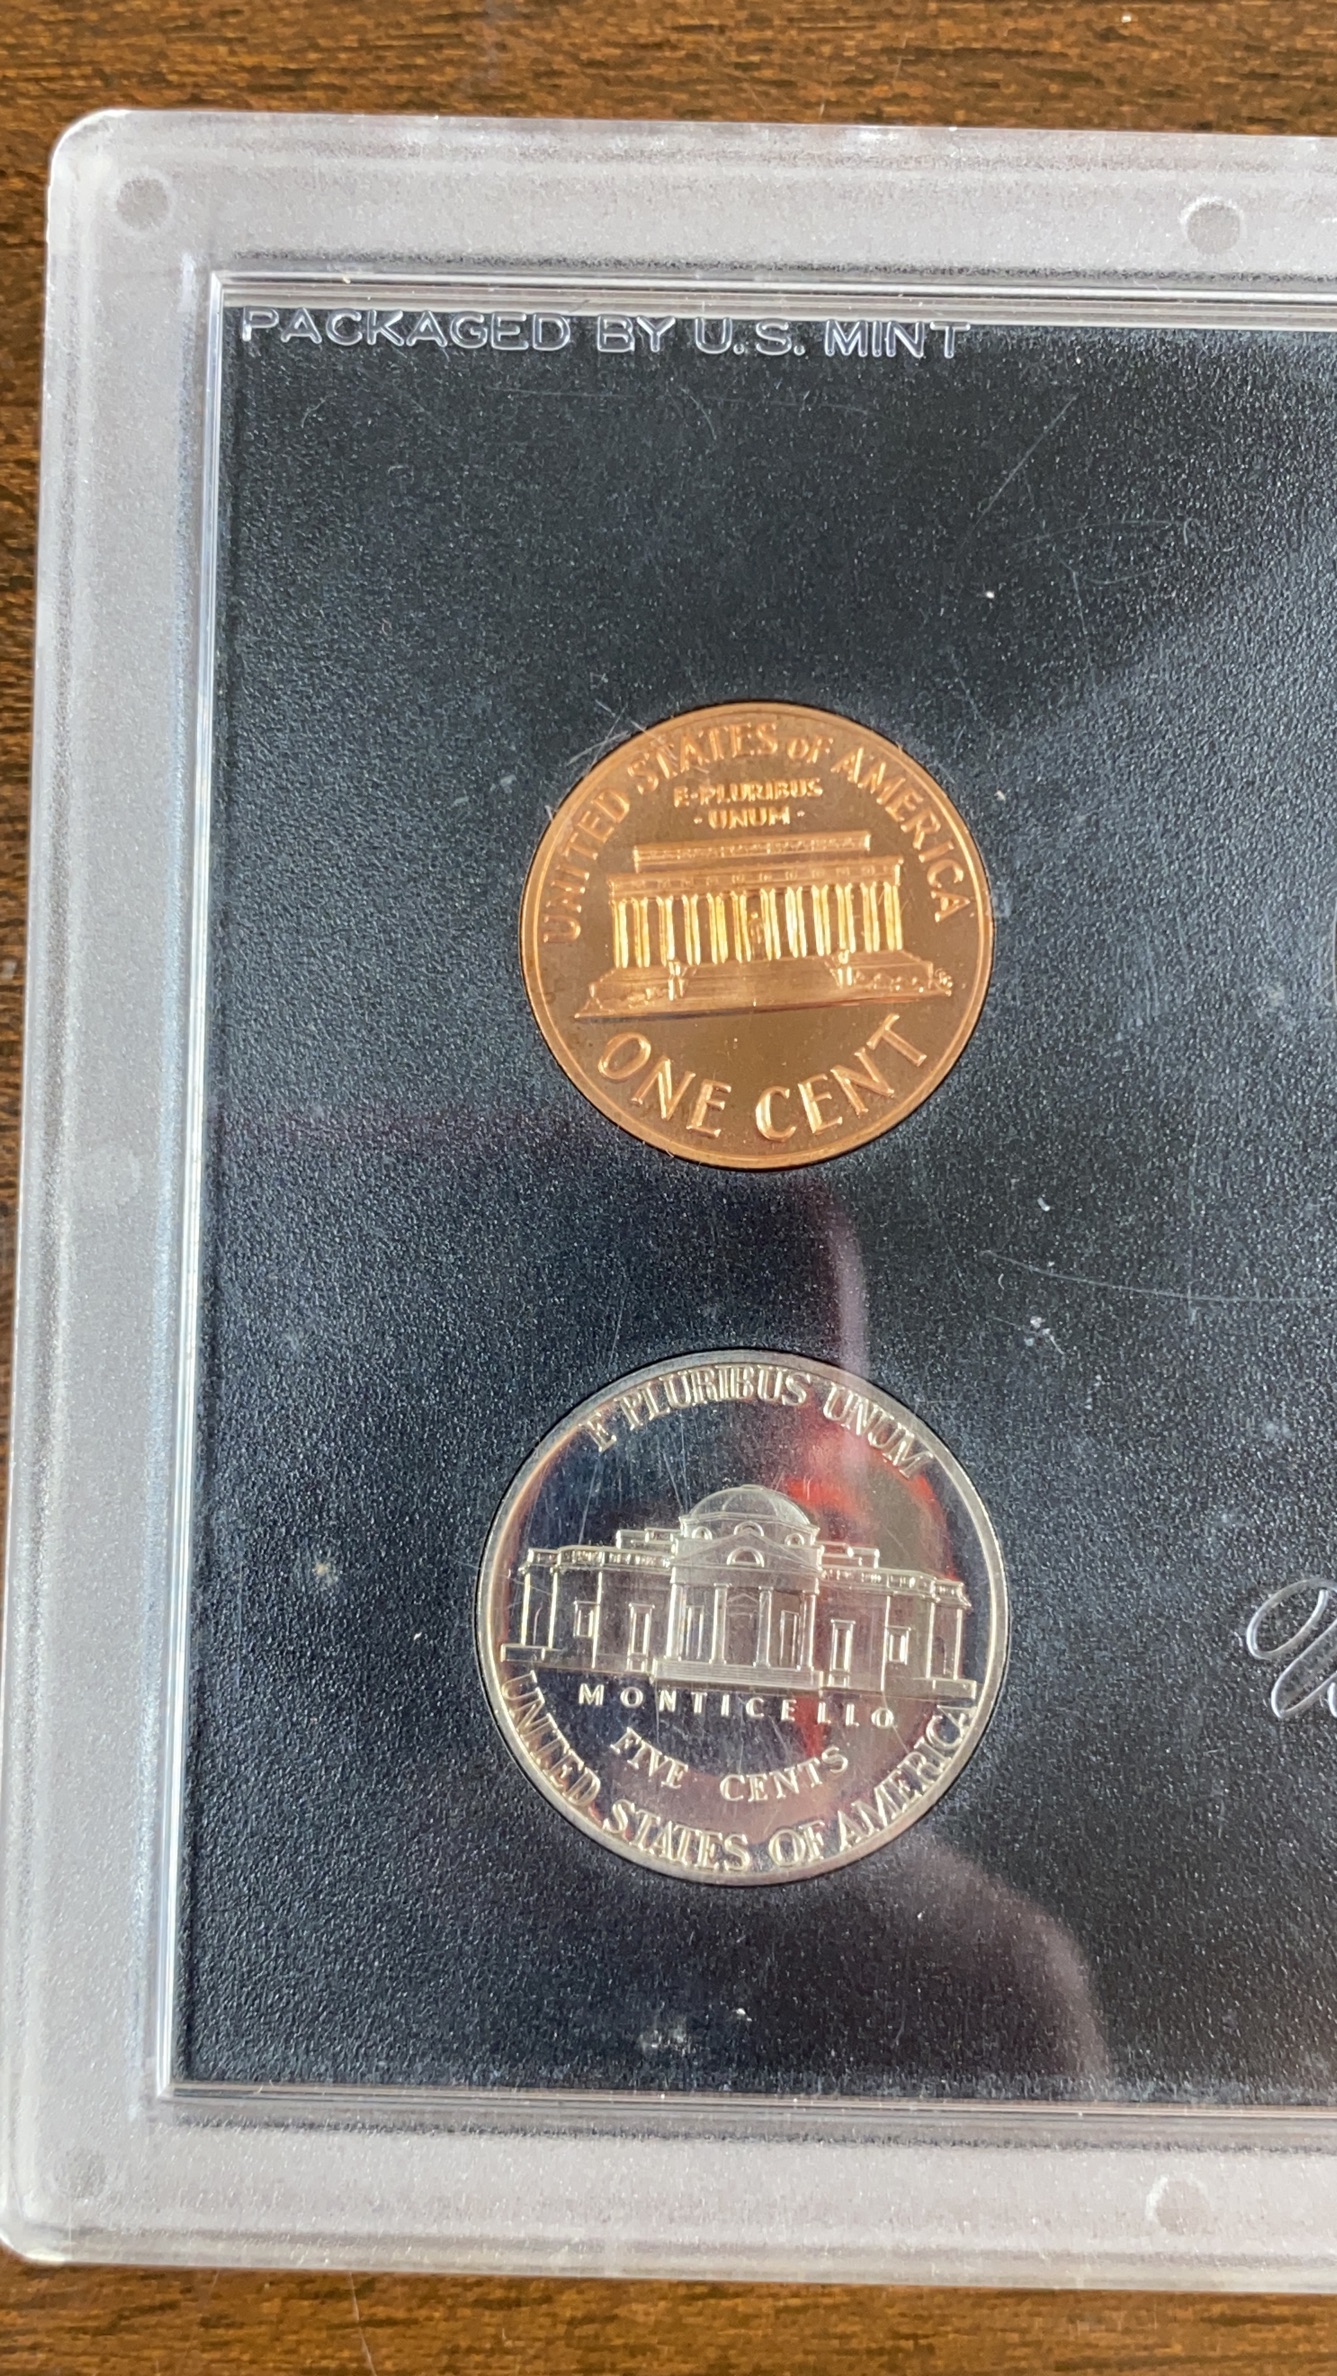 PACKAGED BY U.S. MINT
UNITED STATES OF AMERICA
E·PLURIBUS
·UNUM·
ONE CENT
E PLURIBUS UNUM
MONTICELLO
FIVE CENTS
UNITED STATES OF AMERICA